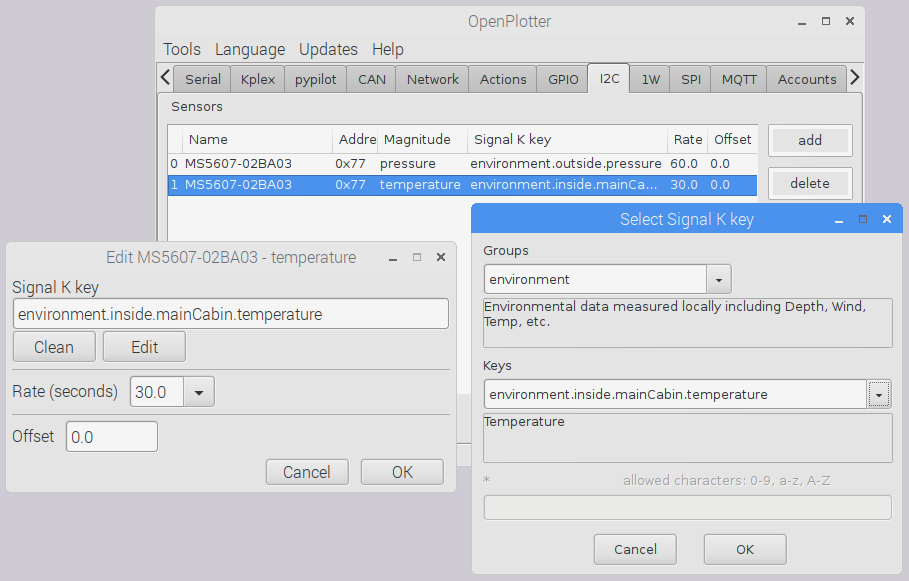 OpenPlotter
Tools Language Updates Help
Serial Kplex pypilot CAN Network Actions GPIO I2C 1W SPI MQTT Accounts
Sensors
Name Addre Magnitude Signal K key Rate Offset
0 MS5607-02BA03 0x77 pressure environment.outside.pressure 60.0 0.0
1 MS5607-02BA03 0x77 temperature environment.inside.mainCa... 30.0 0.0
add
delete
Edit MS5607-02BA03 - temperature
Signal K key
environment.inside.mainCabin.temperature
Clean Edit
Rate (seconds) 30.0
Offset 0.0
Cancel OK
Select Signal K key
Groups
environment
Environmental data measured locally including Depth, Wind,
Temp, etc.
Keys
environment.inside.mainCabin.temperature
Temperature
* allowed characters: 0-9, a-z, A-Z
Cancel OK